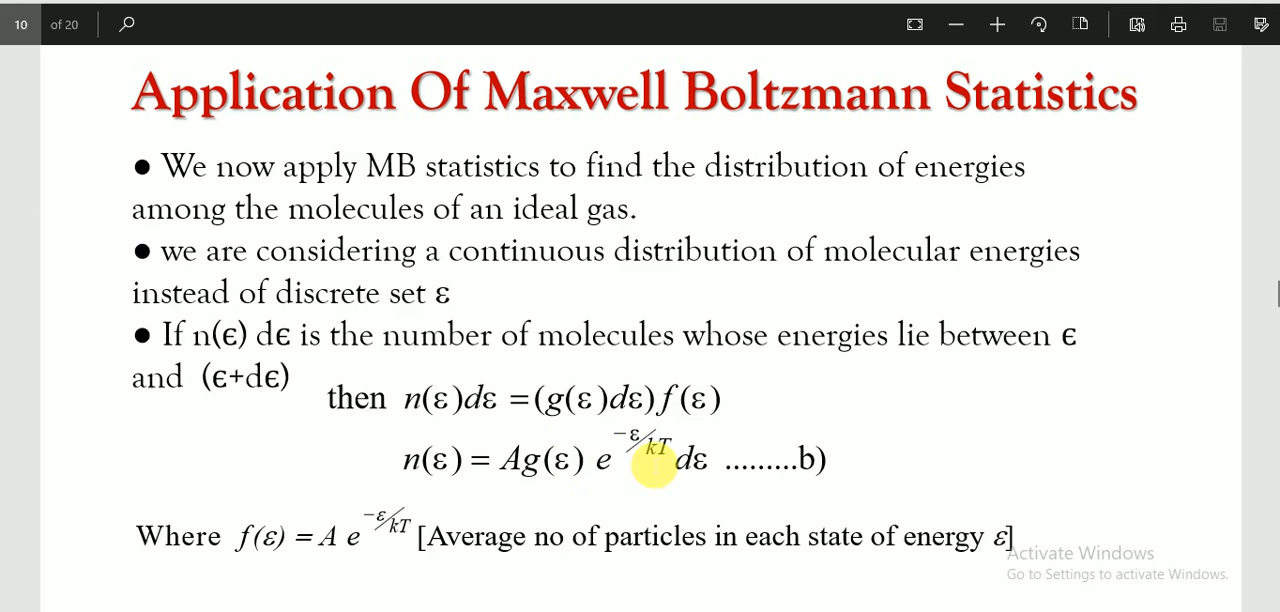 10 of 20
Application Of Maxwell Boltzmann Statistics
● We now apply MB statistics to find the distribution of energies
among the molecules of an ideal gas.
● we are considering a continuous distribution of molecular energies
instead of discrete set ε
● If n(ϵ) dϵ is the number of molecules whose energies lie between ϵ
and (ϵ+dϵ)
then n(ε)dε =(g(ε)dε)f(ε)
n(ε) = Ag(ε) e^{-ε/kT} dε .........b)
Where f(ε) = A e^{-ε/kT} [Average no of particles in each state of energy ε]
Activate Windows
Go to Settings to activate Windows.